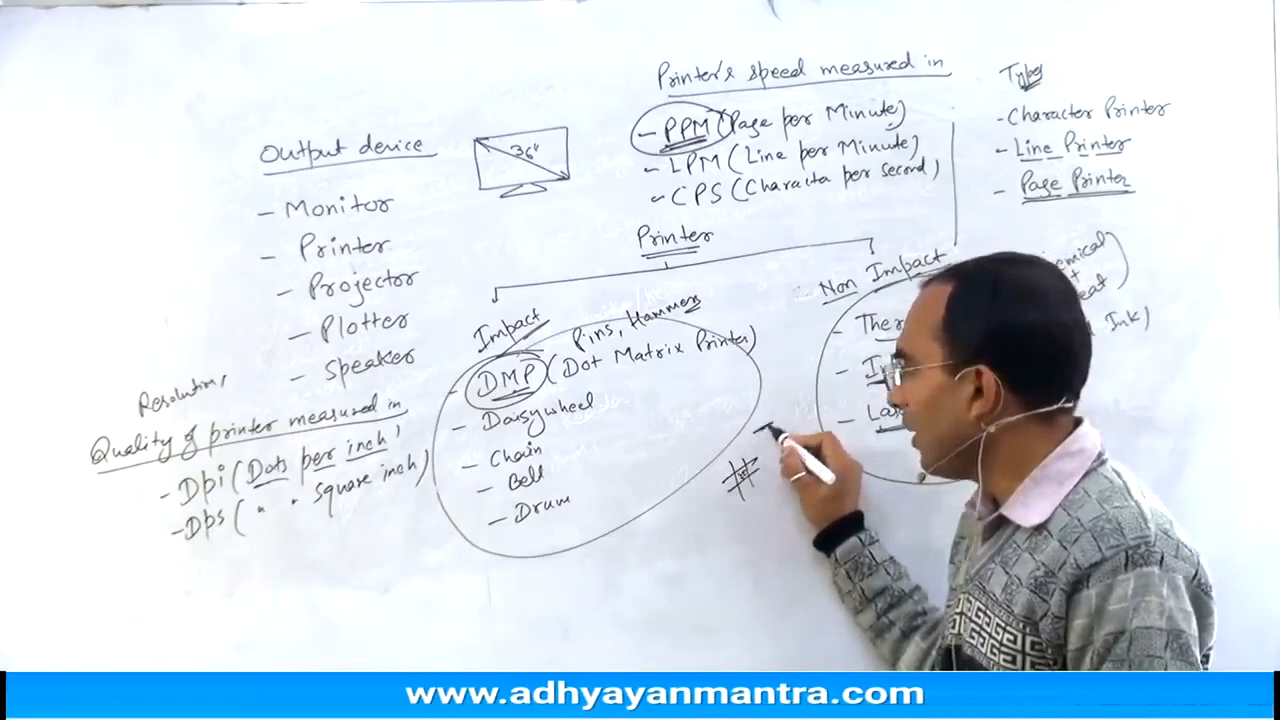 Output device
- Monitor
- Printer
- Projector
- Plotter
- Speaker
36"
Printer's speed measured in
- PPM (Page per Minute)
- LPM (Line per Minute)
- CPS (Character per second)
Types
- Character Printer
- Line Printer
- Page Printer
Printer
Impact
Pins, Hammer
- DMP (Dot Matrix Printer)
- Daisywheel
- Chain
- Belt
- Drum
Non Impact
- Ther
Ink)
- Las
Resolution,
Quality of printer measured in
- Dpi (Dots per inch)
- Dps ( " " square inch)
www.adhyayanmantra.com